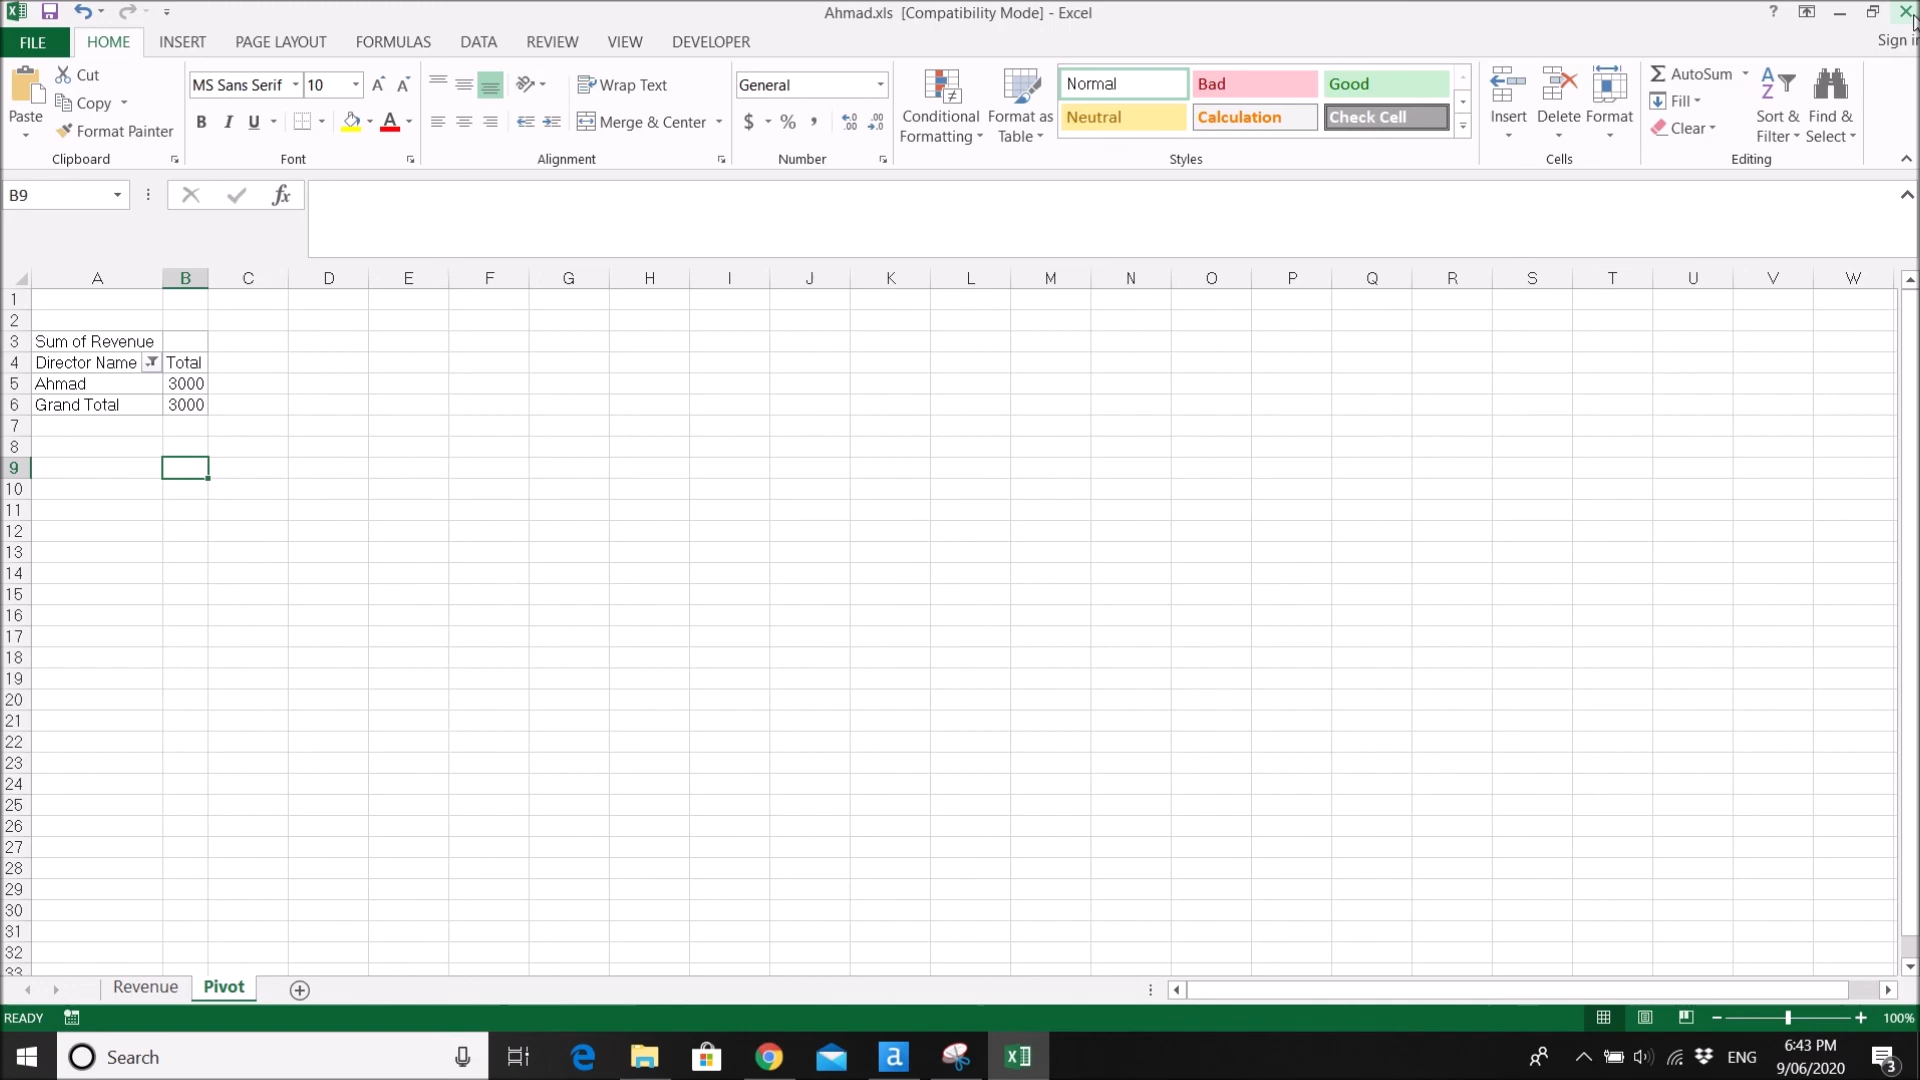 Ahmad.xls [Compatibility Mode] - Excel
?
Sign i
FILE HOME INSERT PAGE LAYOUT FORMULAS DATA REVIEW VIEW DEVELOPER
Paste
Cut
Copy
Format Painter
Clipboard
MS Sans Serif 10
B I U A
Font
Wrap Text
Merge & Center
Alignment
General
$ % ,
Number
Conditional Formatting
Format as Table
Normal Bad Good
Neutral Calculation Check Cell
Styles
Insert Delete Format
Cells
AutoSum
Fill
Clear
Sort & Filter
Find & Select
Editing
B9
fx
A B C D E F G H I J K L M N O P Q R S T U V W
1
2
3 Sum of Revenue
4 Director Name Total
5 Ahmad 3000
6 Grand Total 3000
7
8
9
10
11
12
13
14
15
16
17
18
19
20
21
22
23
24
25
26
27
28
29
30
31
32
33
Revenue Pivot
READY
100%
Search
a
ENG
6:43 PM
9/06/2020
3